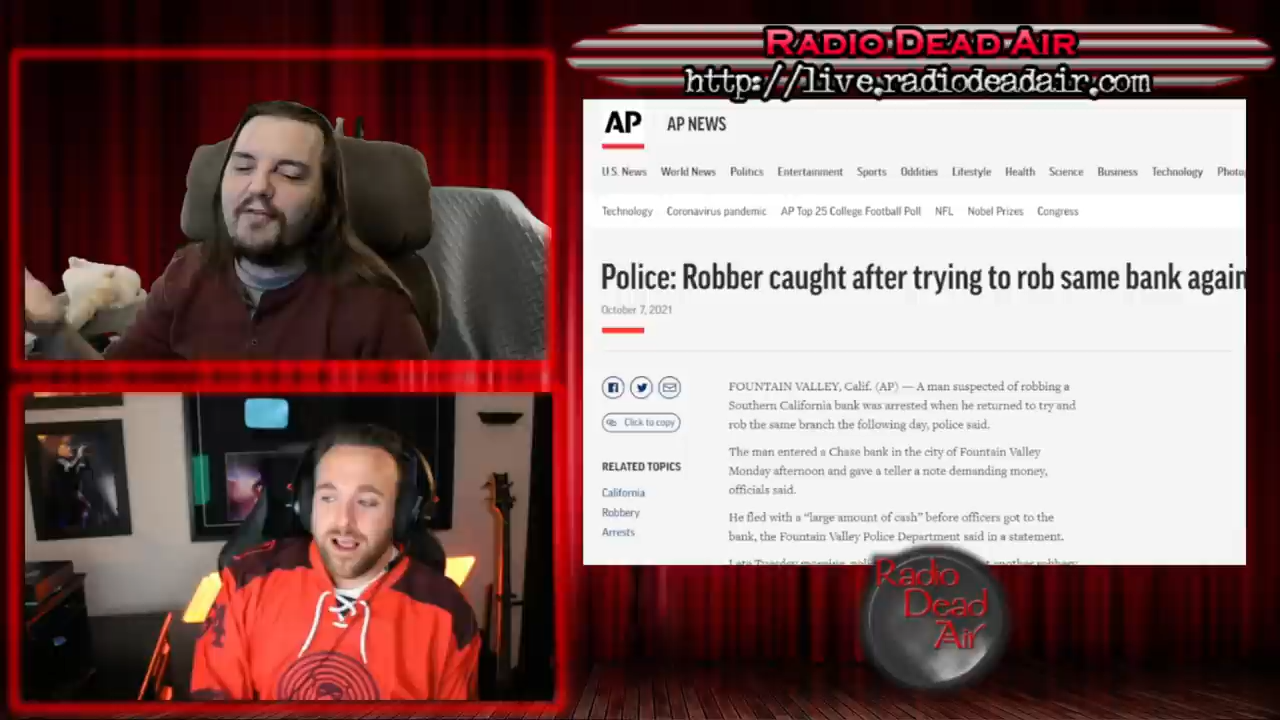 Radio Dead Air
http://live.radiodeadair.com
AP AP NEWS
U.S. News World News Politics Entertainment Sports Oddities Lifestyle Health Science Business Technology Photog
Technology Coronavirus pandemic AP Top 25 College Football Poll NFL Nobel Prizes Congress
Police: Robber caught after trying to rob same bank again
October 7, 2021
Click to copy
RELATED TOPICS
California
Robbery
Arrests
FOUNTAIN VALLEY, Calif. (AP) — A man suspected of robbing a
Southern California bank was arrested when he returned to try and
rob the same branch the following day, police said.
The man entered a Chase bank in the city of Fountain Valley
Monday afternoon and gave a teller a note demanding money,
officials said.
He fled with a “large amount of cash” before officers got to the
bank, the Fountain Valley Police Department said in a statement.
Radio
Dead
Air